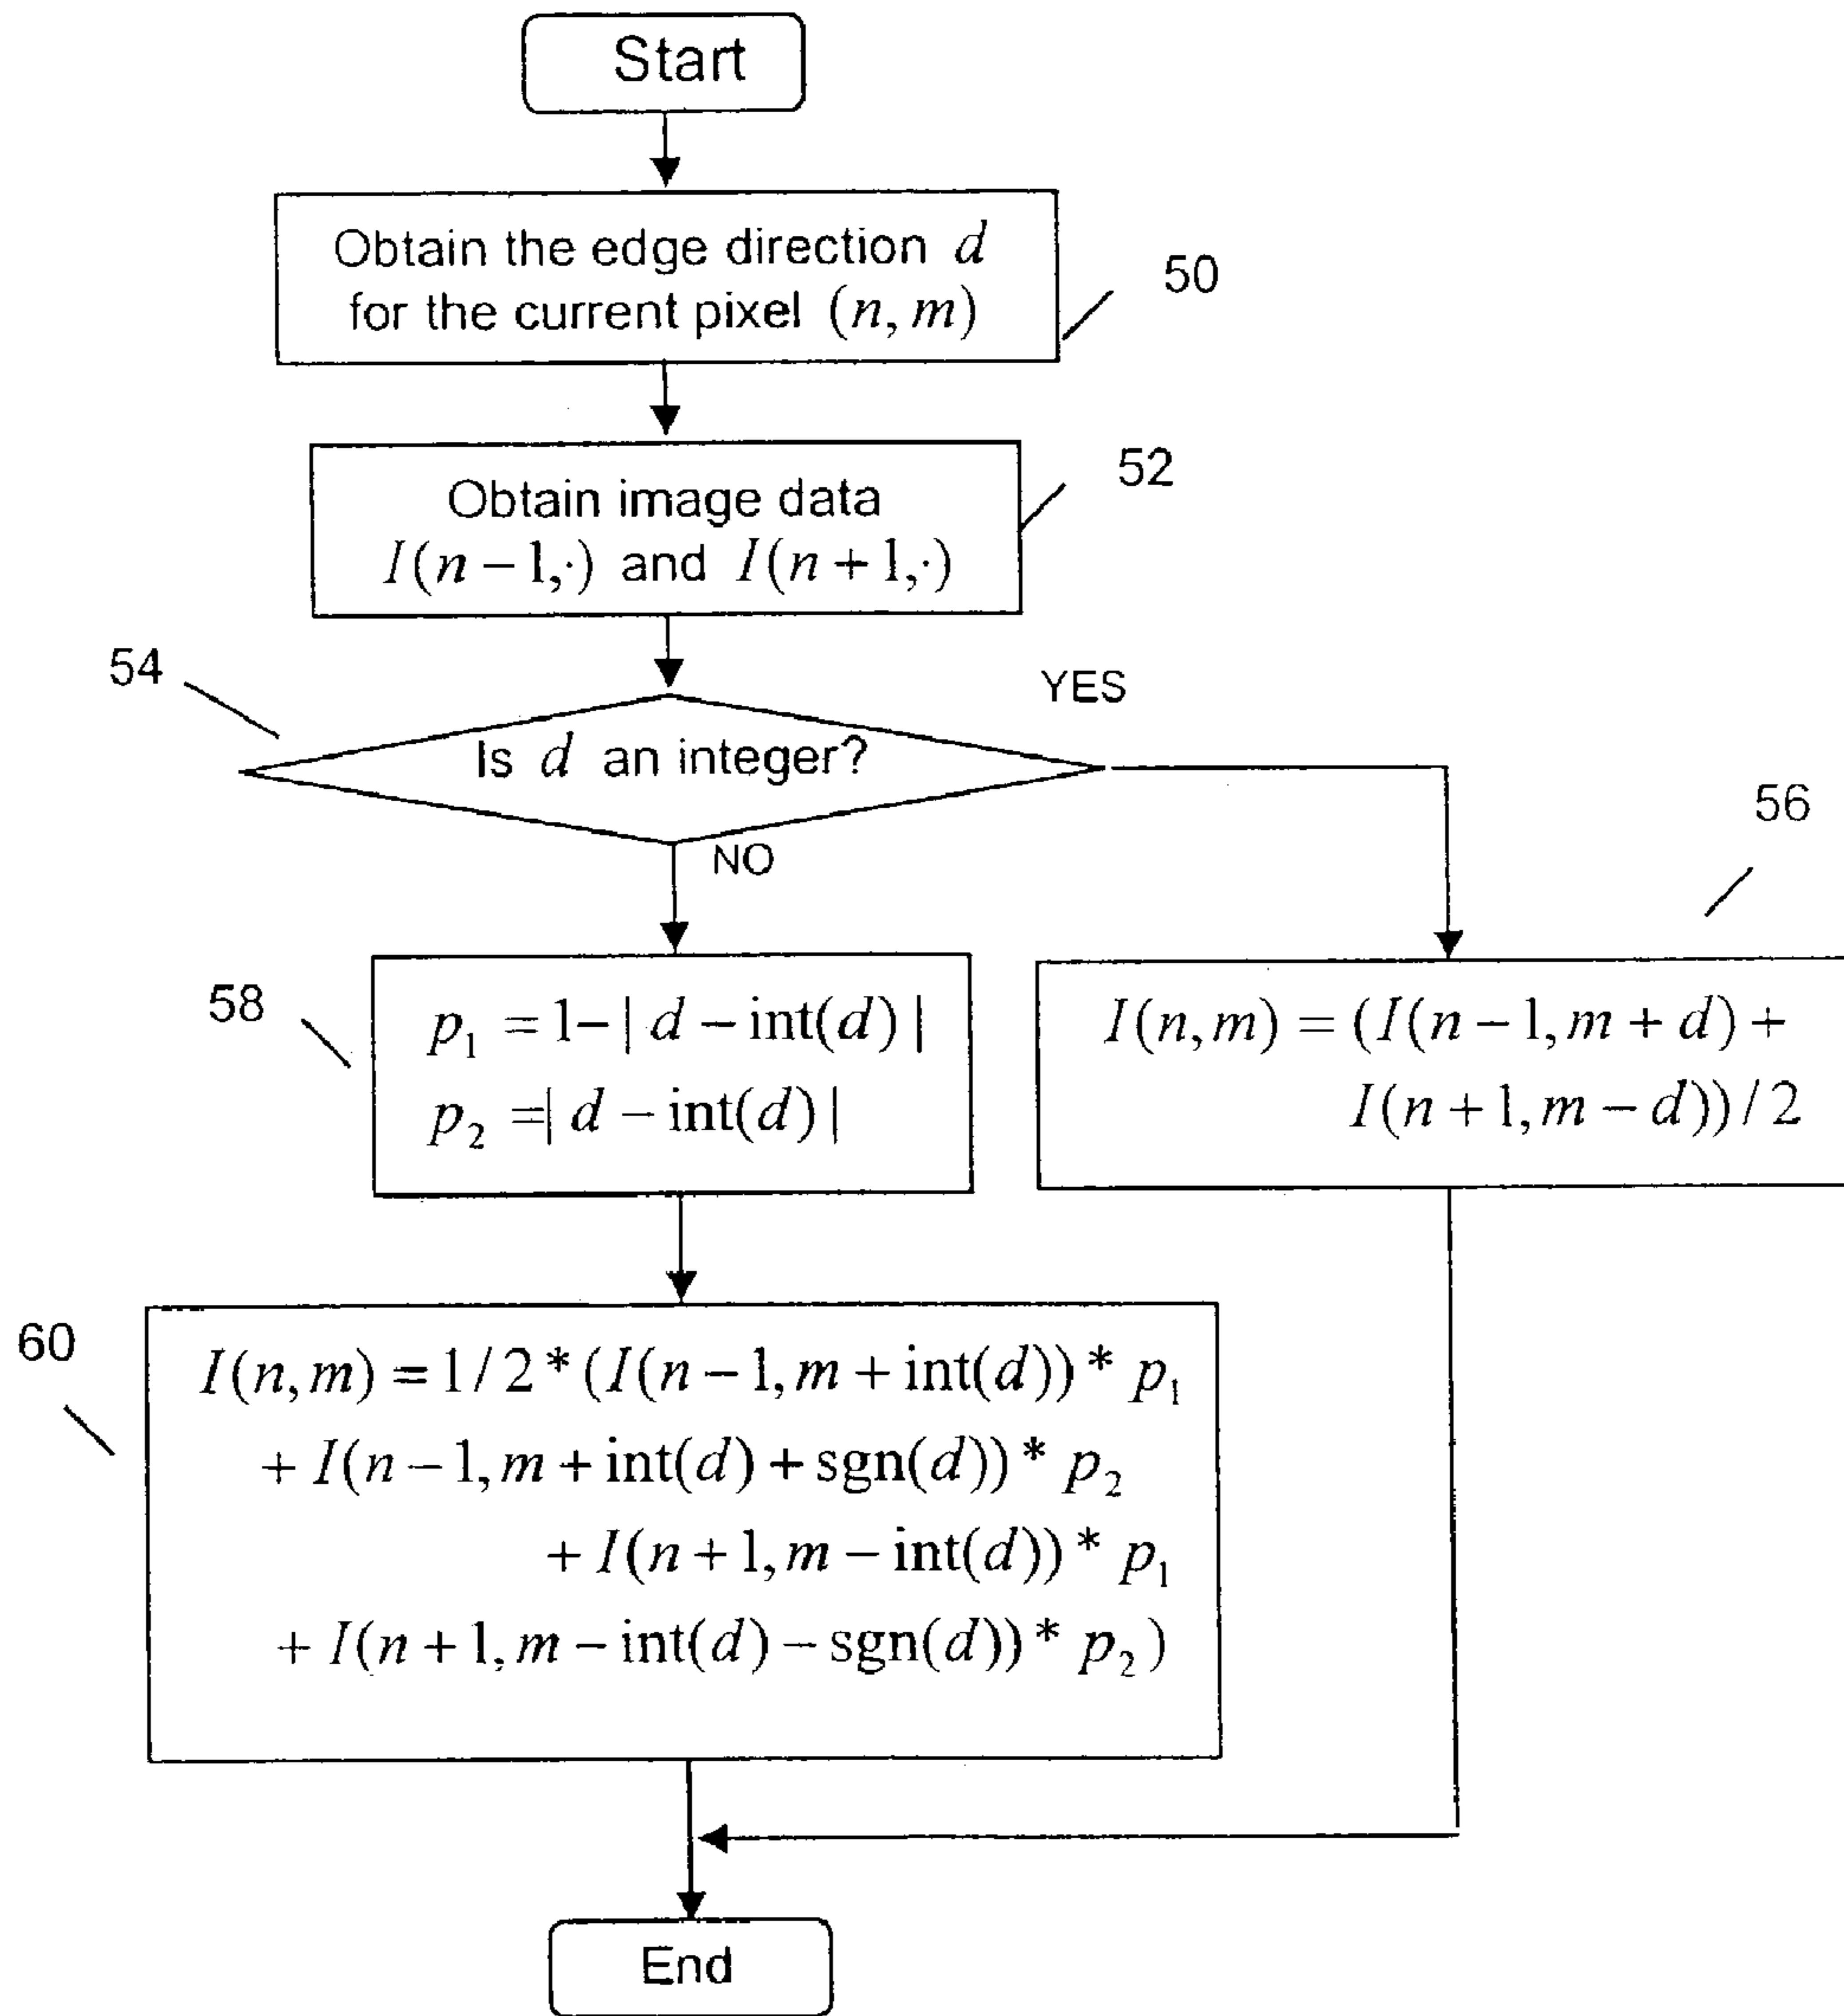 Start
Obtain the edge direction d
for the current pixel (n, m)
50
Obtain image data
I(n − 1,·) and I(n + 1,·)
52
54
Is d an integer?
YES
NO
56
58
p₁ = 1− | d − int(d) |
p₂ =| d − int(d) |
I(n, m) = (I(n − 1, m + d) +
I(n + 1, m − d)) / 2
60
I(n, m) = 1 / 2 * (I(n − 1, m + int(d)) * p₁
+ I(n − 1, m + int(d) + sgn(d)) * p₂
+ I(n + 1, m − int(d)) * p₁
+ I(n + 1, m − int(d) − sgn(d)) * p₂)
End